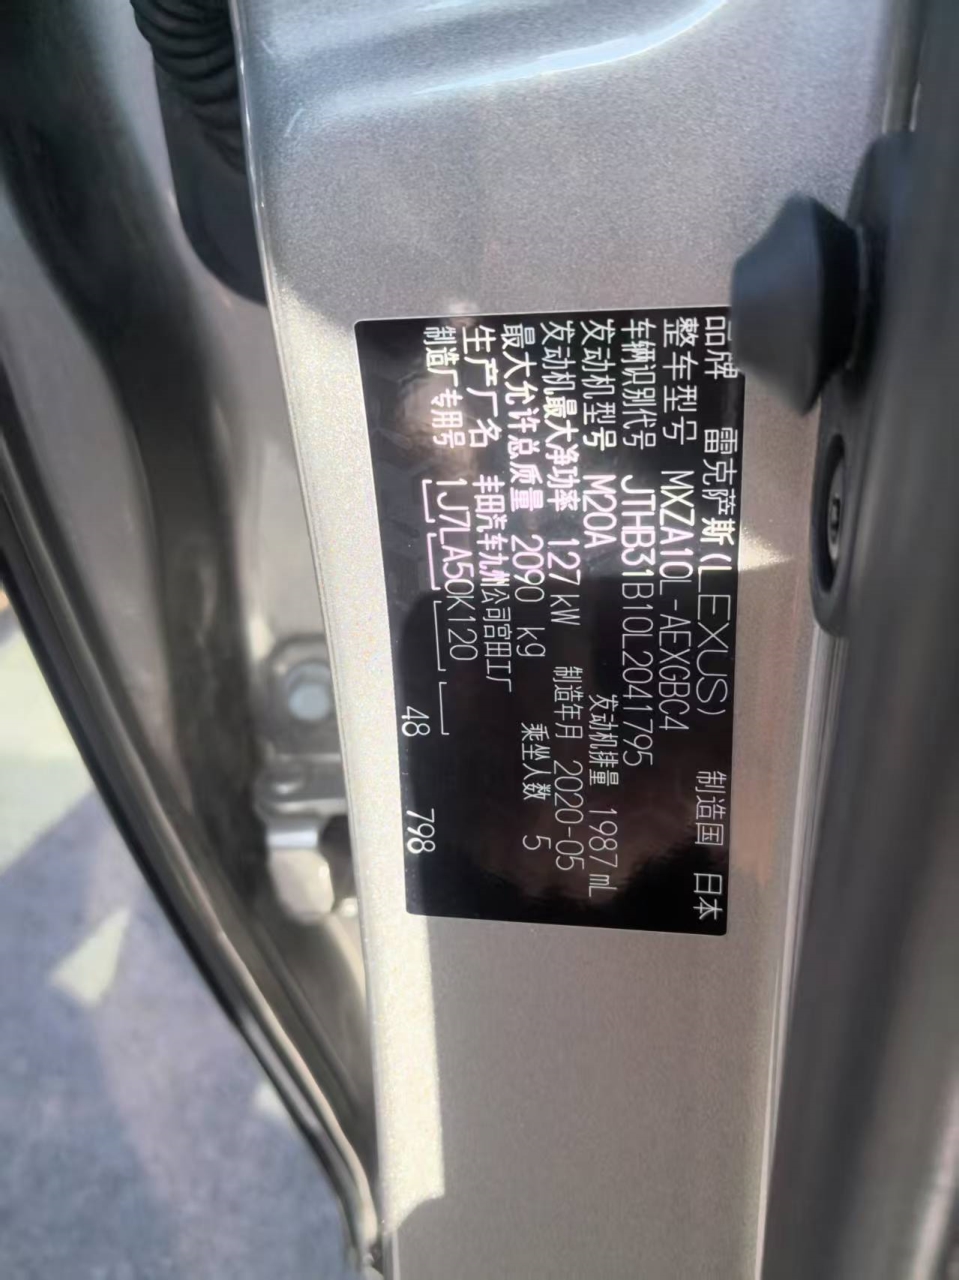 品牌 雷克萨斯(LEXUS) 制造国 日本
整车型号 MXZA10L-AEXGBC4
车辆识别代号 JTHB31B10L2041795
发动机型号 M20A 发动机排量 1987 mL
发动机最大净功率 127 kW 制造年月 2020-05
最大允许总质量 2090 kg 乘坐人数 5
生产厂名 丰田汽车九州公司宫田工厂
制造厂专用号 1J7LA50K120
48 798